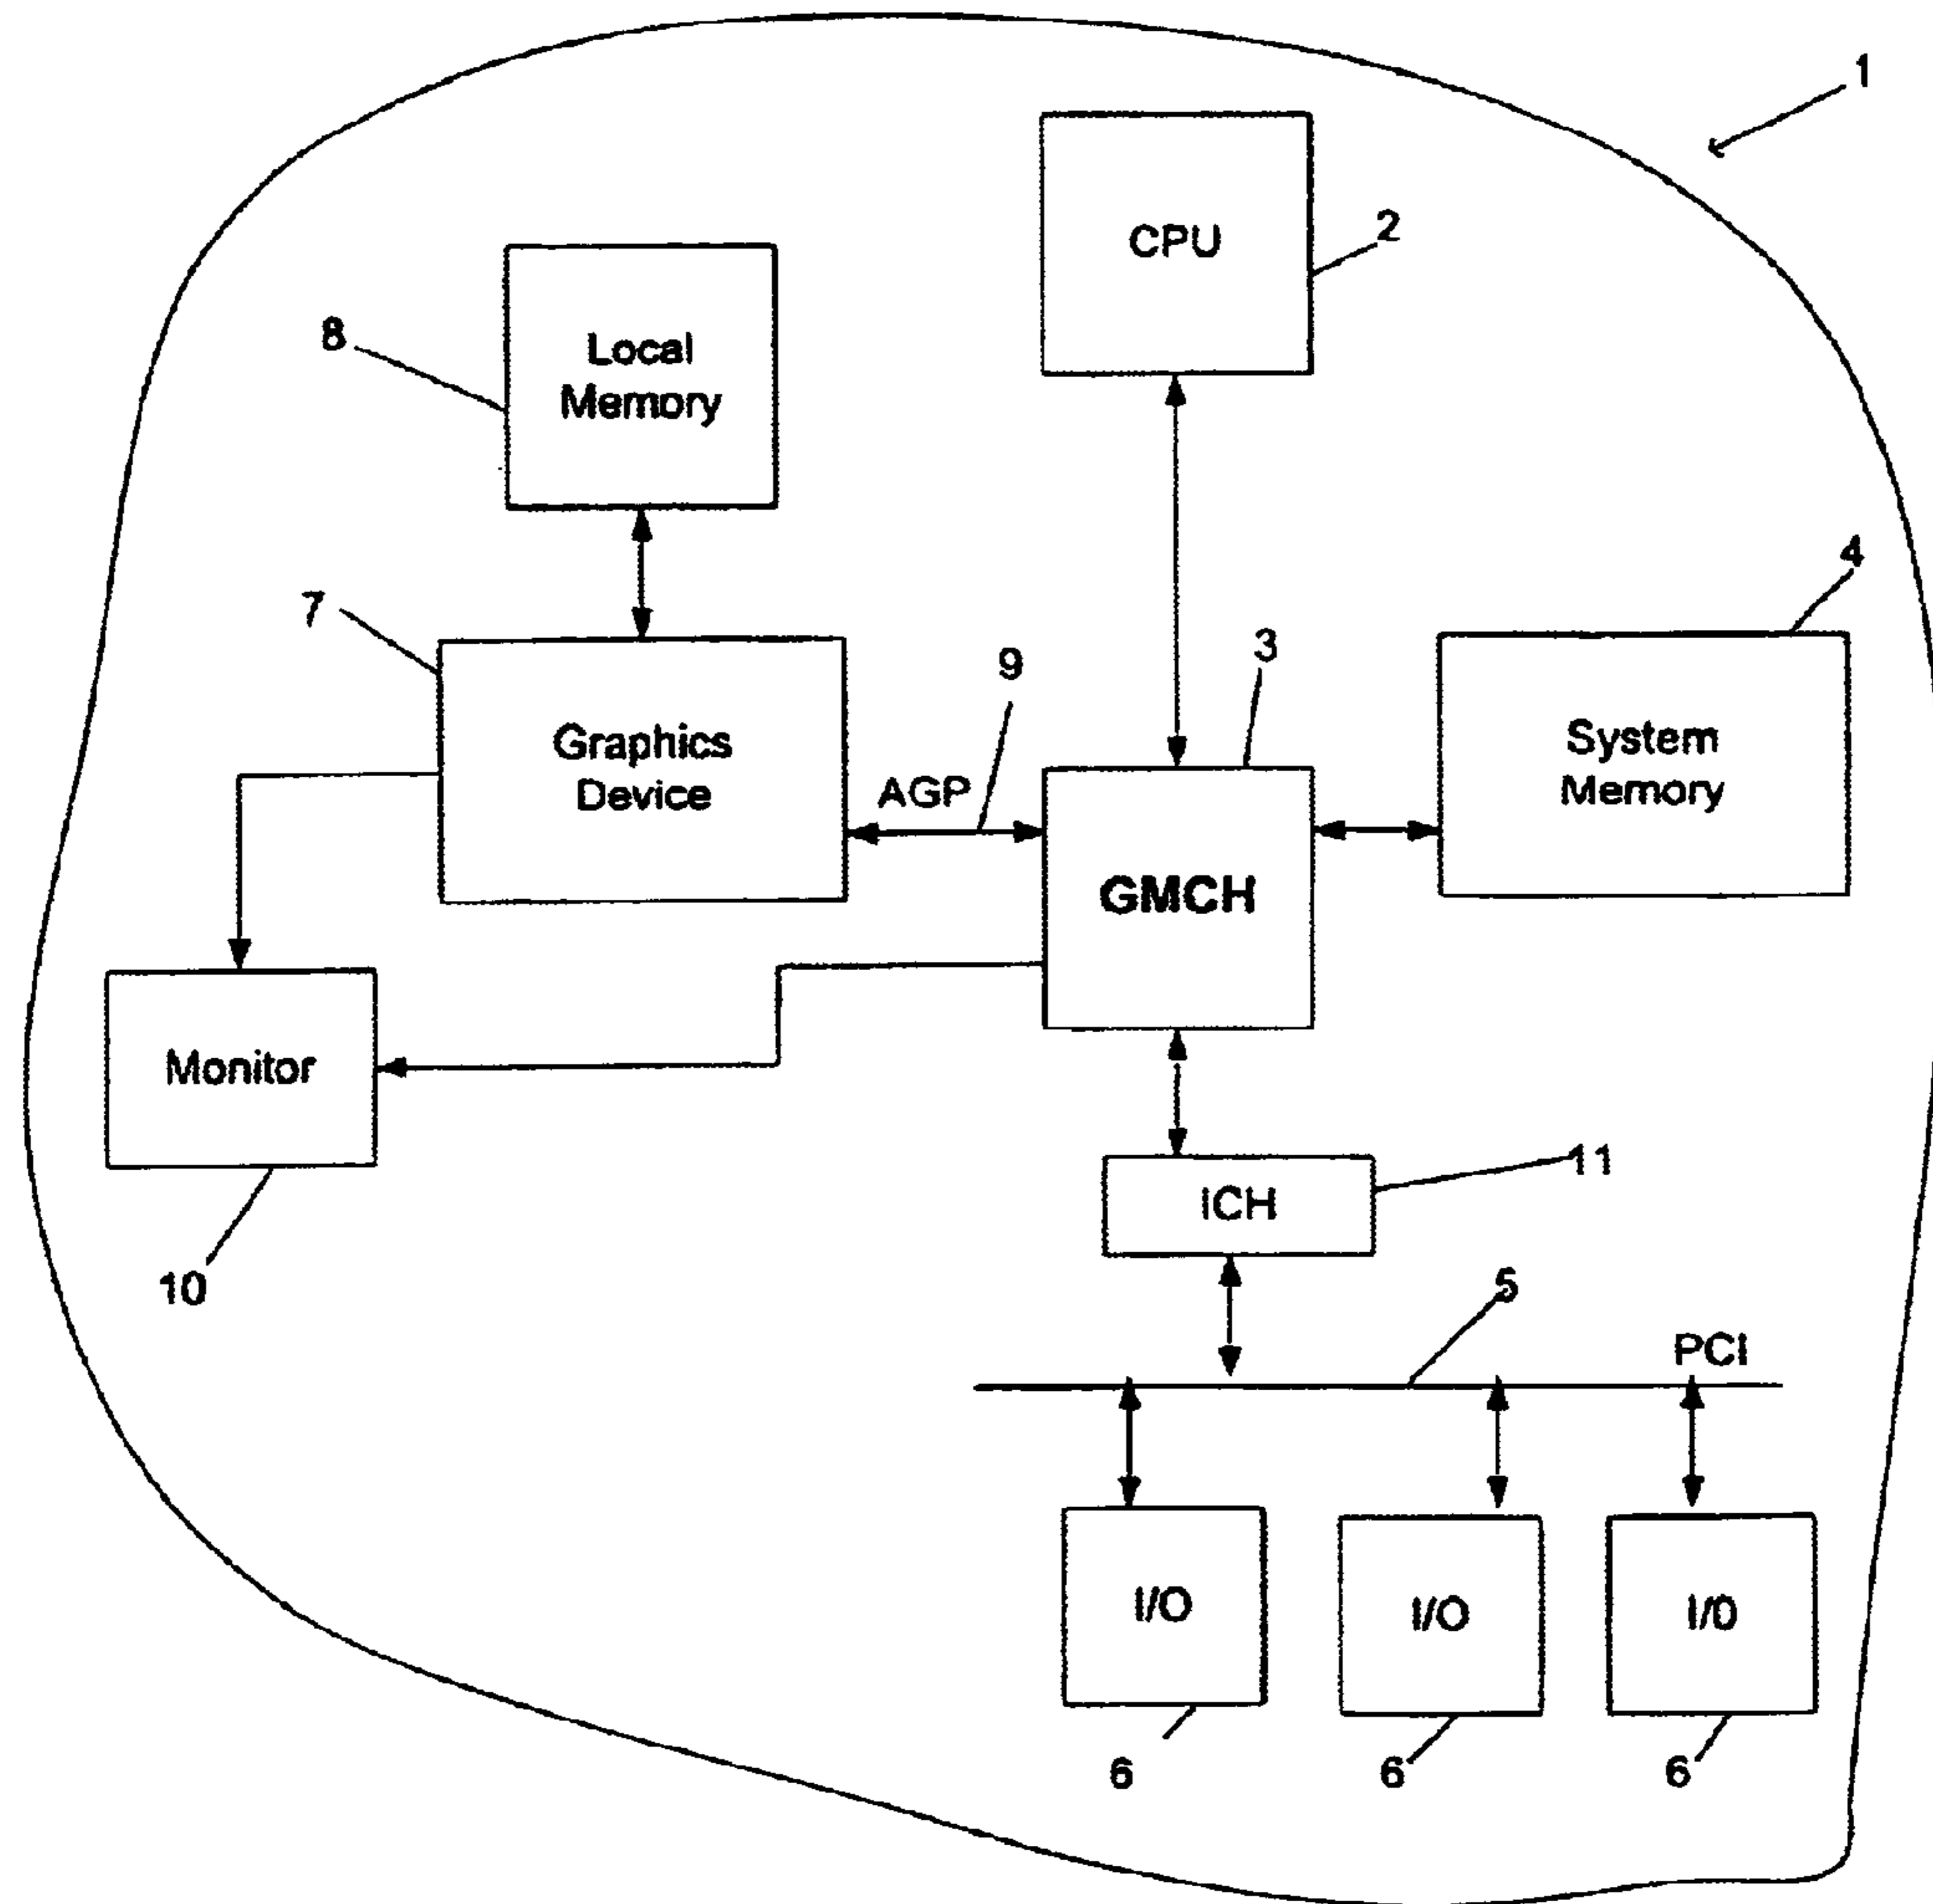 1
CPU
2
8
Local
Memory
4
7
9
3
Graphics
Device
AGP
System
Memory
GMCH
Monitor
11
ICH
10
5
PCI
I/O
I/O
I/0
6
6
6